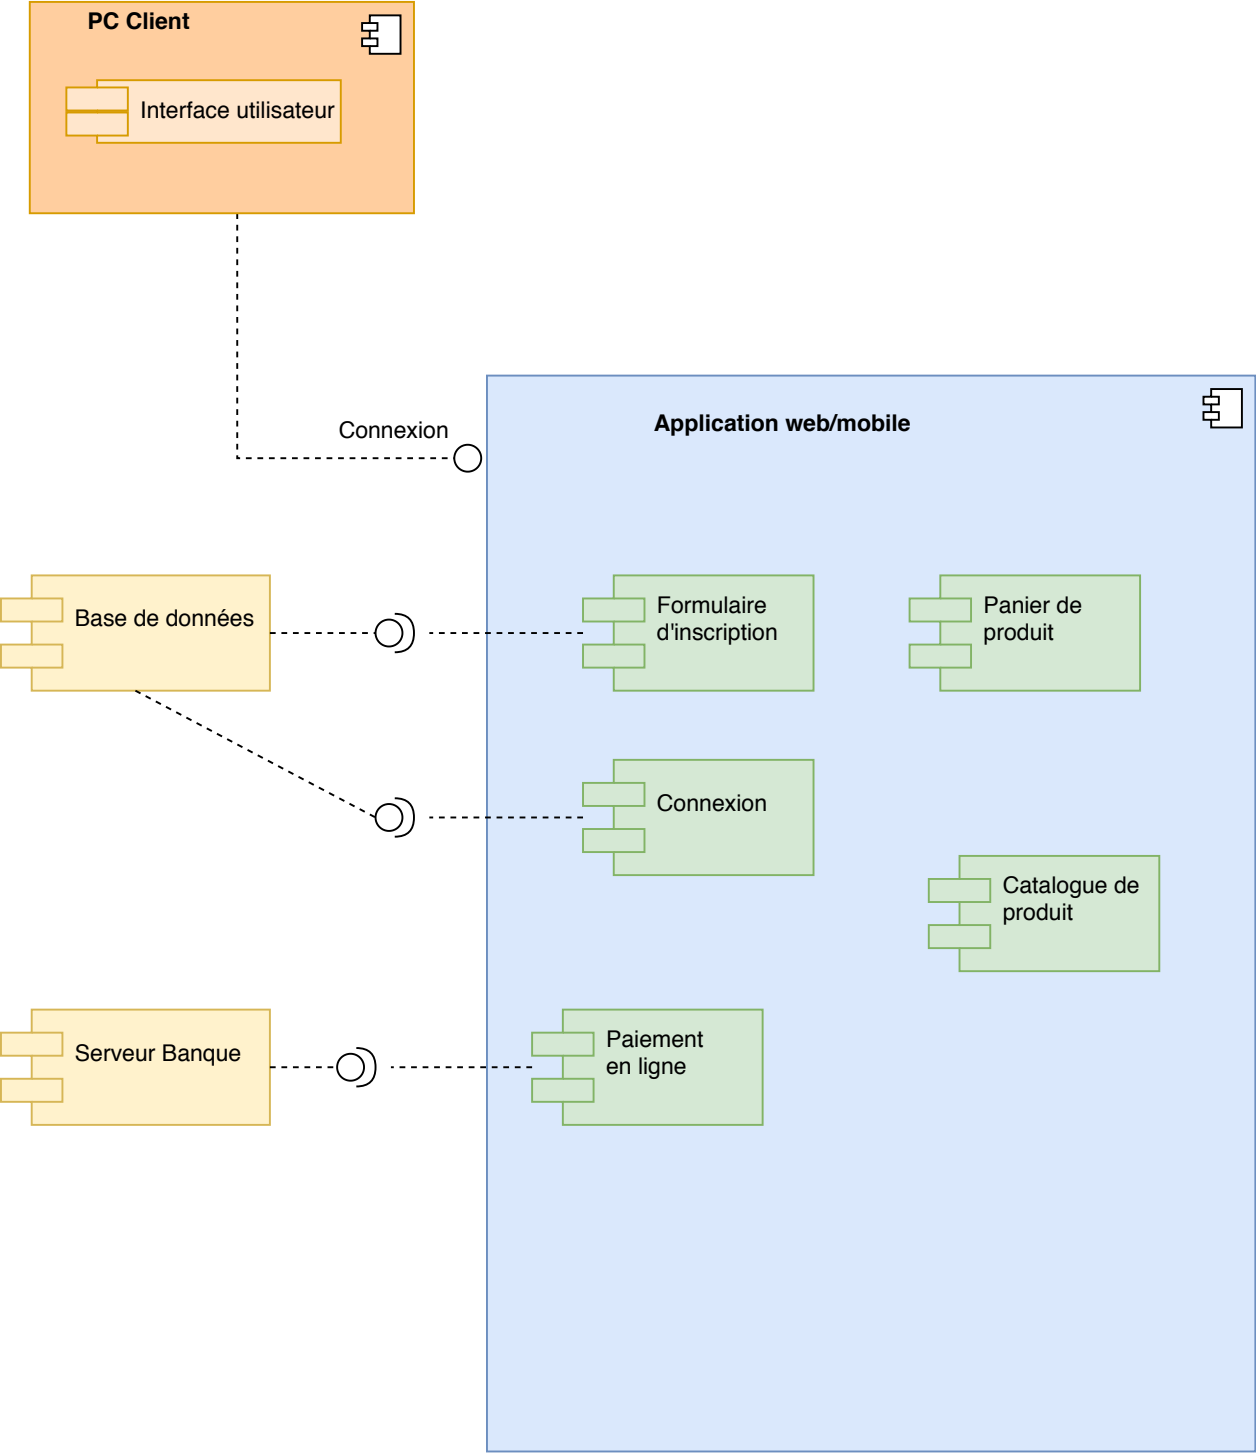 PC Client
Interface utilisateur
Connexion
Application web/mobile
Base de données
Formulaire
d'inscription
Panier de
produit
Connexion
Catalogue de
produit
Serveur Banque
Paiement
en ligne